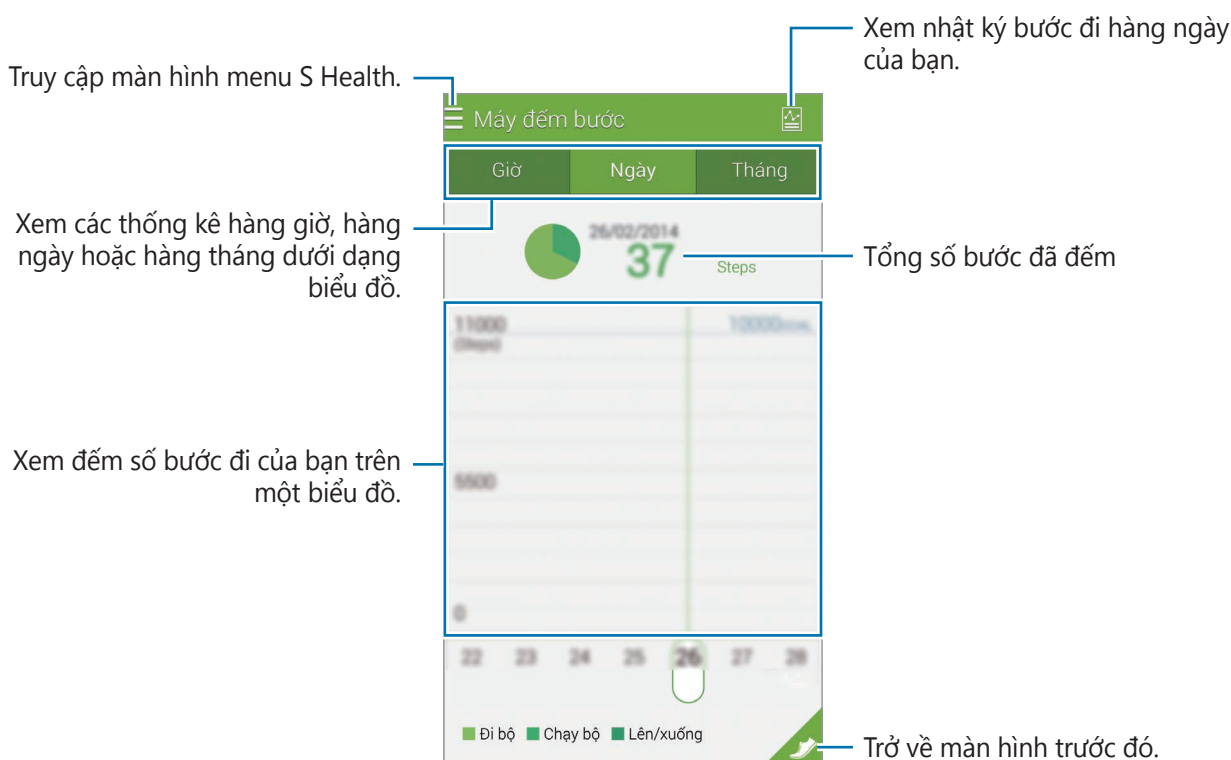 Xem nhật ký bước đi hàng ngày
của bạn.
Truy cập màn hình menu S Health.
Máy đếm bước
Giờ
Ngày
Tháng
Xem các thống kê hàng giờ, hàng
ngày hoặc hàng tháng dưới dạng
biểu đồ.
26/02/2014
37
Steps
Tổng số bước đã đếm
11000
(Steps)
10000
Xem đếm số bước đi của bạn trên
một biểu đồ.
5500
0
22 23 24 25 26 27 28
Đi bộ Chạy bộ Lên/xuống
Trở về màn hình trước đó.